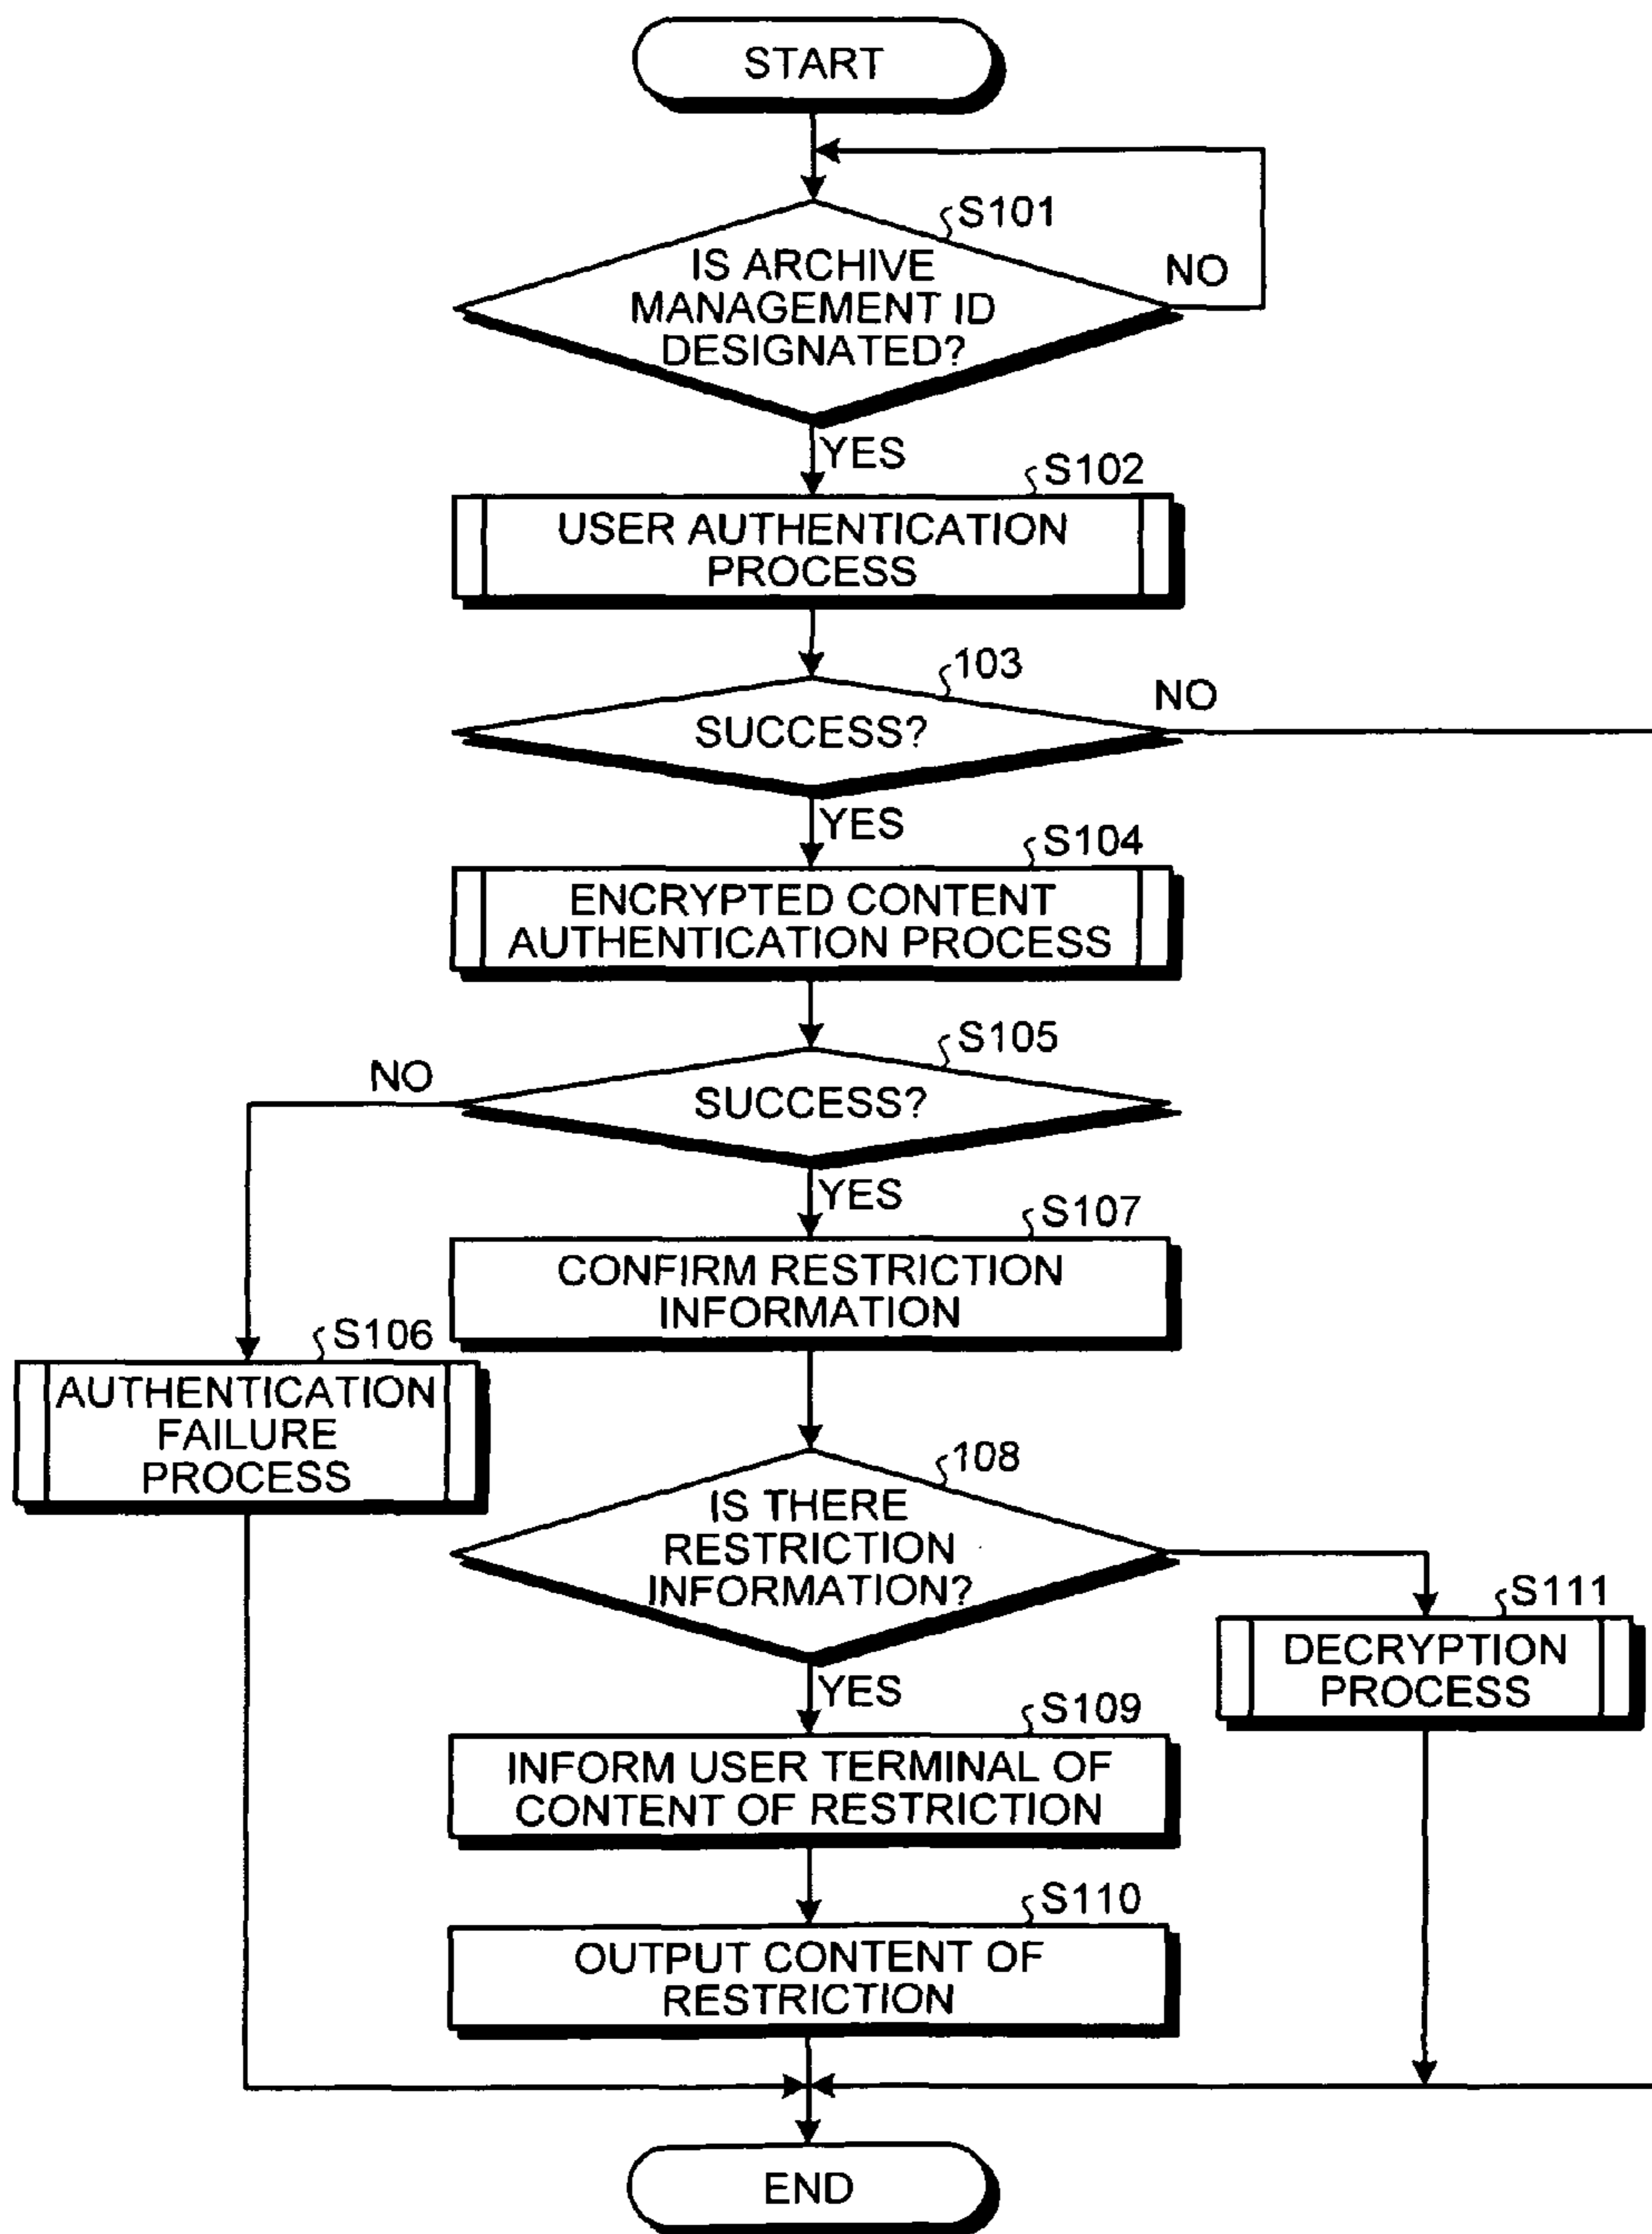 START
S101
IS ARCHIVE
MANAGEMENT ID
DESIGNATED?
NO
YES
S102
USER AUTHENTICATION
PROCESS
103
NO
SUCCESS?
YES
S104
ENCRYPTED CONTENT
AUTHENTICATION PROCESS
S105
NO
SUCCESS?
YES
S107
CONFIRM RESTRICTION
INFORMATION
S106
AUTHENTICATION
FAILURE
PROCESS
108
IS THERE
RESTRICTION
INFORMATION?
S111
DECRYPTION
PROCESS
YES
S109
INFORM USER TERMINAL OF
CONTENT OF RESTRICTION
S110
OUTPUT CONTENT OF
RESTRICTION
END